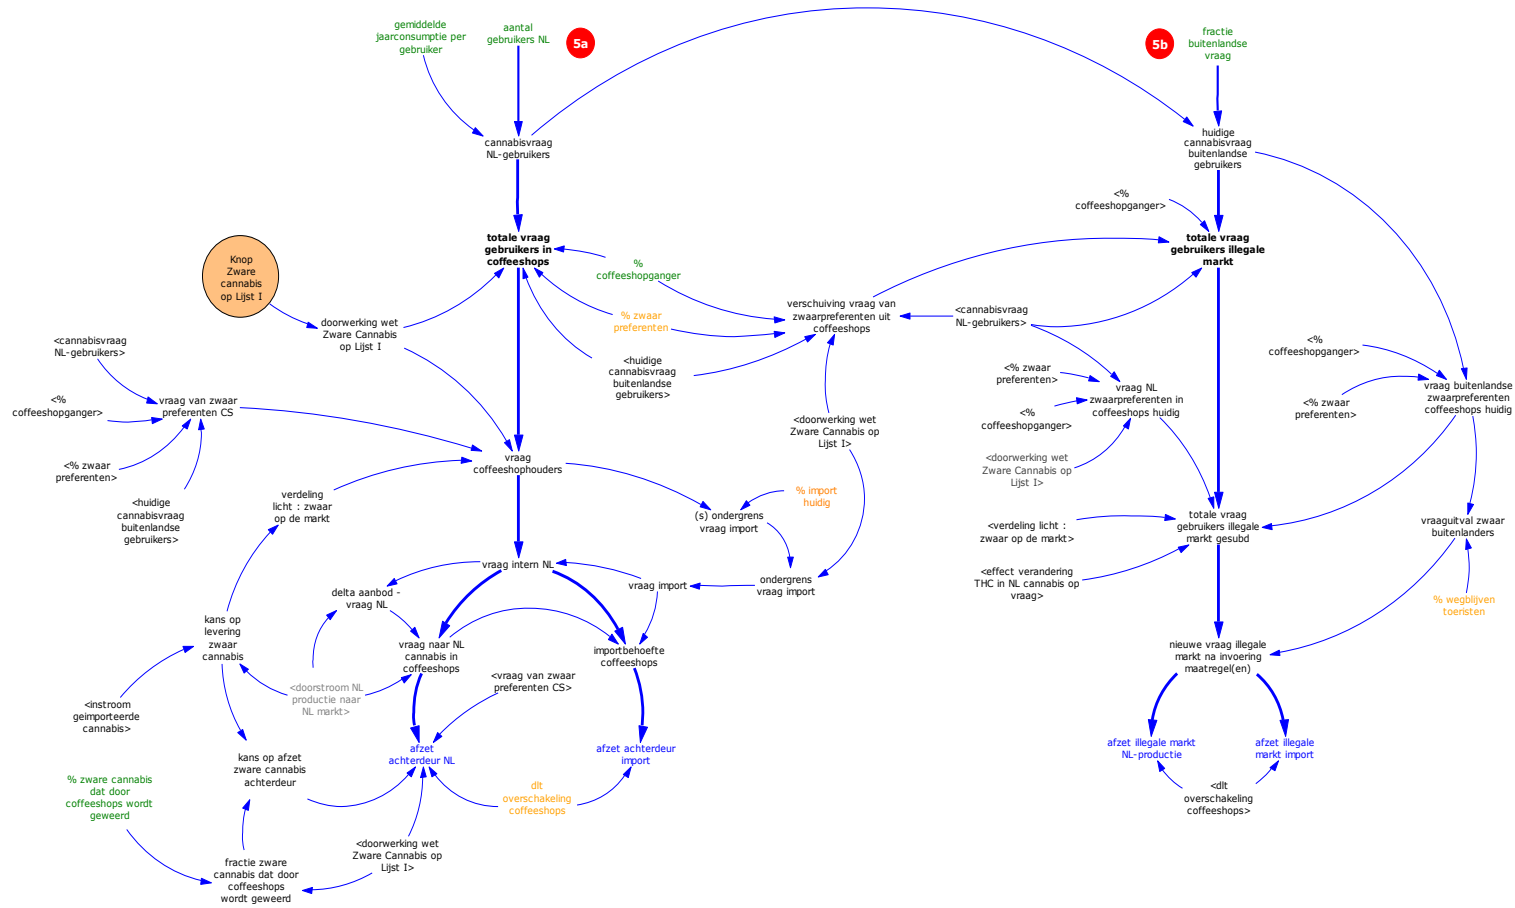 gemiddelde
jaarconsumptie per
gebruiker
aantal
gebruikers NL
5a
5b
fractie
buitenlandse
vraag
cannabisvraag
NL-gebruikers
huidige
cannabisvraag
buitenlandse
gebruikers
<%
coffeeshopganger>
totale vraag
gebruikers in
coffeeshops
totale vraag
gebruikers illegale
markt
Knop
Zware
cannabis
op Lijst I
%
coffeeshopganger
% zwaar
preferenten
verschuiving vraag van
zwaarpreferenten uit
coffeeshops
<cannabisvraag
NL-gebruikers>
doorwerking wet
Zware Cannabis
op Lijst I
<cannabisvraag
NL-gebruikers>
<huidige
cannabisvraag
buitenlandse
gebruikers>
<%
coffeeshopganger>
<% zwaar
preferenten>
vraag NL
zwaarpreferenten in
coffeeshops huidig
<% zwaar
preferenten>
vraag buitenlandse
zwaarpreferenten
coffeeshops huidig
<%
coffeeshopganger>
vraag van zwaar
preferenten CS
<%
coffeeshopganger>
<doorwerking wet
Zware Cannabis op
Lijst I>
<doorwerking wet
Zware Cannabis op
Lijst I>
<% zwaar
preferenten>
vraag
coffeeshophouders
<huidige
cannabisvraag
buitenlandse
gebruikers>
verdeling
licht : zwaar
op de markt
% import
huidig
(s) ondergrens
vraag import
<verdeling licht :
zwaar op de markt>
totale vraag
gebruikers illegale
markt gesubd
vraaguitval zwaar
buitenlanders
vraag intern NL
delta aanbod -
vraag NL
vraag import
ondergrens
vraag import
<effect verandering
THC in NL cannabis op
vraag>
% wegblijven
toeristen
kans op
levering
zwaar
cannabis
vraag naar NL
cannabis in
coffeeshops
importbehoefte
coffeeshops
nieuwe vraag illegale
markt na invoering
maatregel(en)
<doorstroom NL
productie naar
NL markt>
<vraag van zwaar
preferenten CS>
<instroom
geimporteerde
cannabis>
kans op afzet
zware cannabis
achterdeur
afzet
achterdeur NL
afzet achterdeur
import
afzet illegale markt
NL-productie
afzet illegale
markt import
% zware cannabis
dat door
coffeeshops wordt
geweerd
dlt
overschakeling
coffeeshops
<dlt
overschakeling
coffeeshops>
<doorwerking wet
Zware Cannabis op
Lijst I>
fractie zware
cannabis dat door
coffeeshops
wordt geweerd